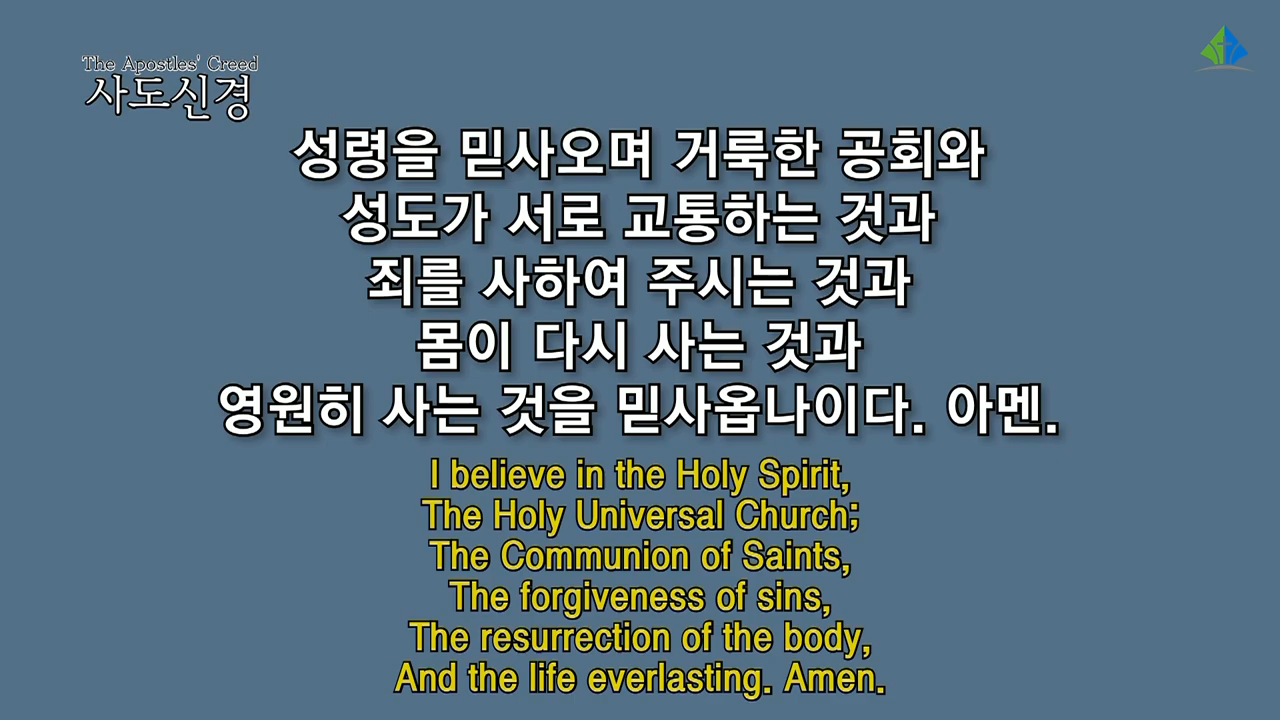 The Apostles' Creed
사도신경
성령을 믿사오며 거룩한 공회와
성도가 서로 교통하는 것과
죄를 사하여 주시는 것과
몸이 다시 사는 것과
영원히 사는 것을 믿사옵나이다. 아멘.
I believe in the Holy Spirit,
The Holy Universal Church;
The Communion of Saints,
The forgiveness of sins,
The resurrection of the body,
And the life everlasting. Amen.